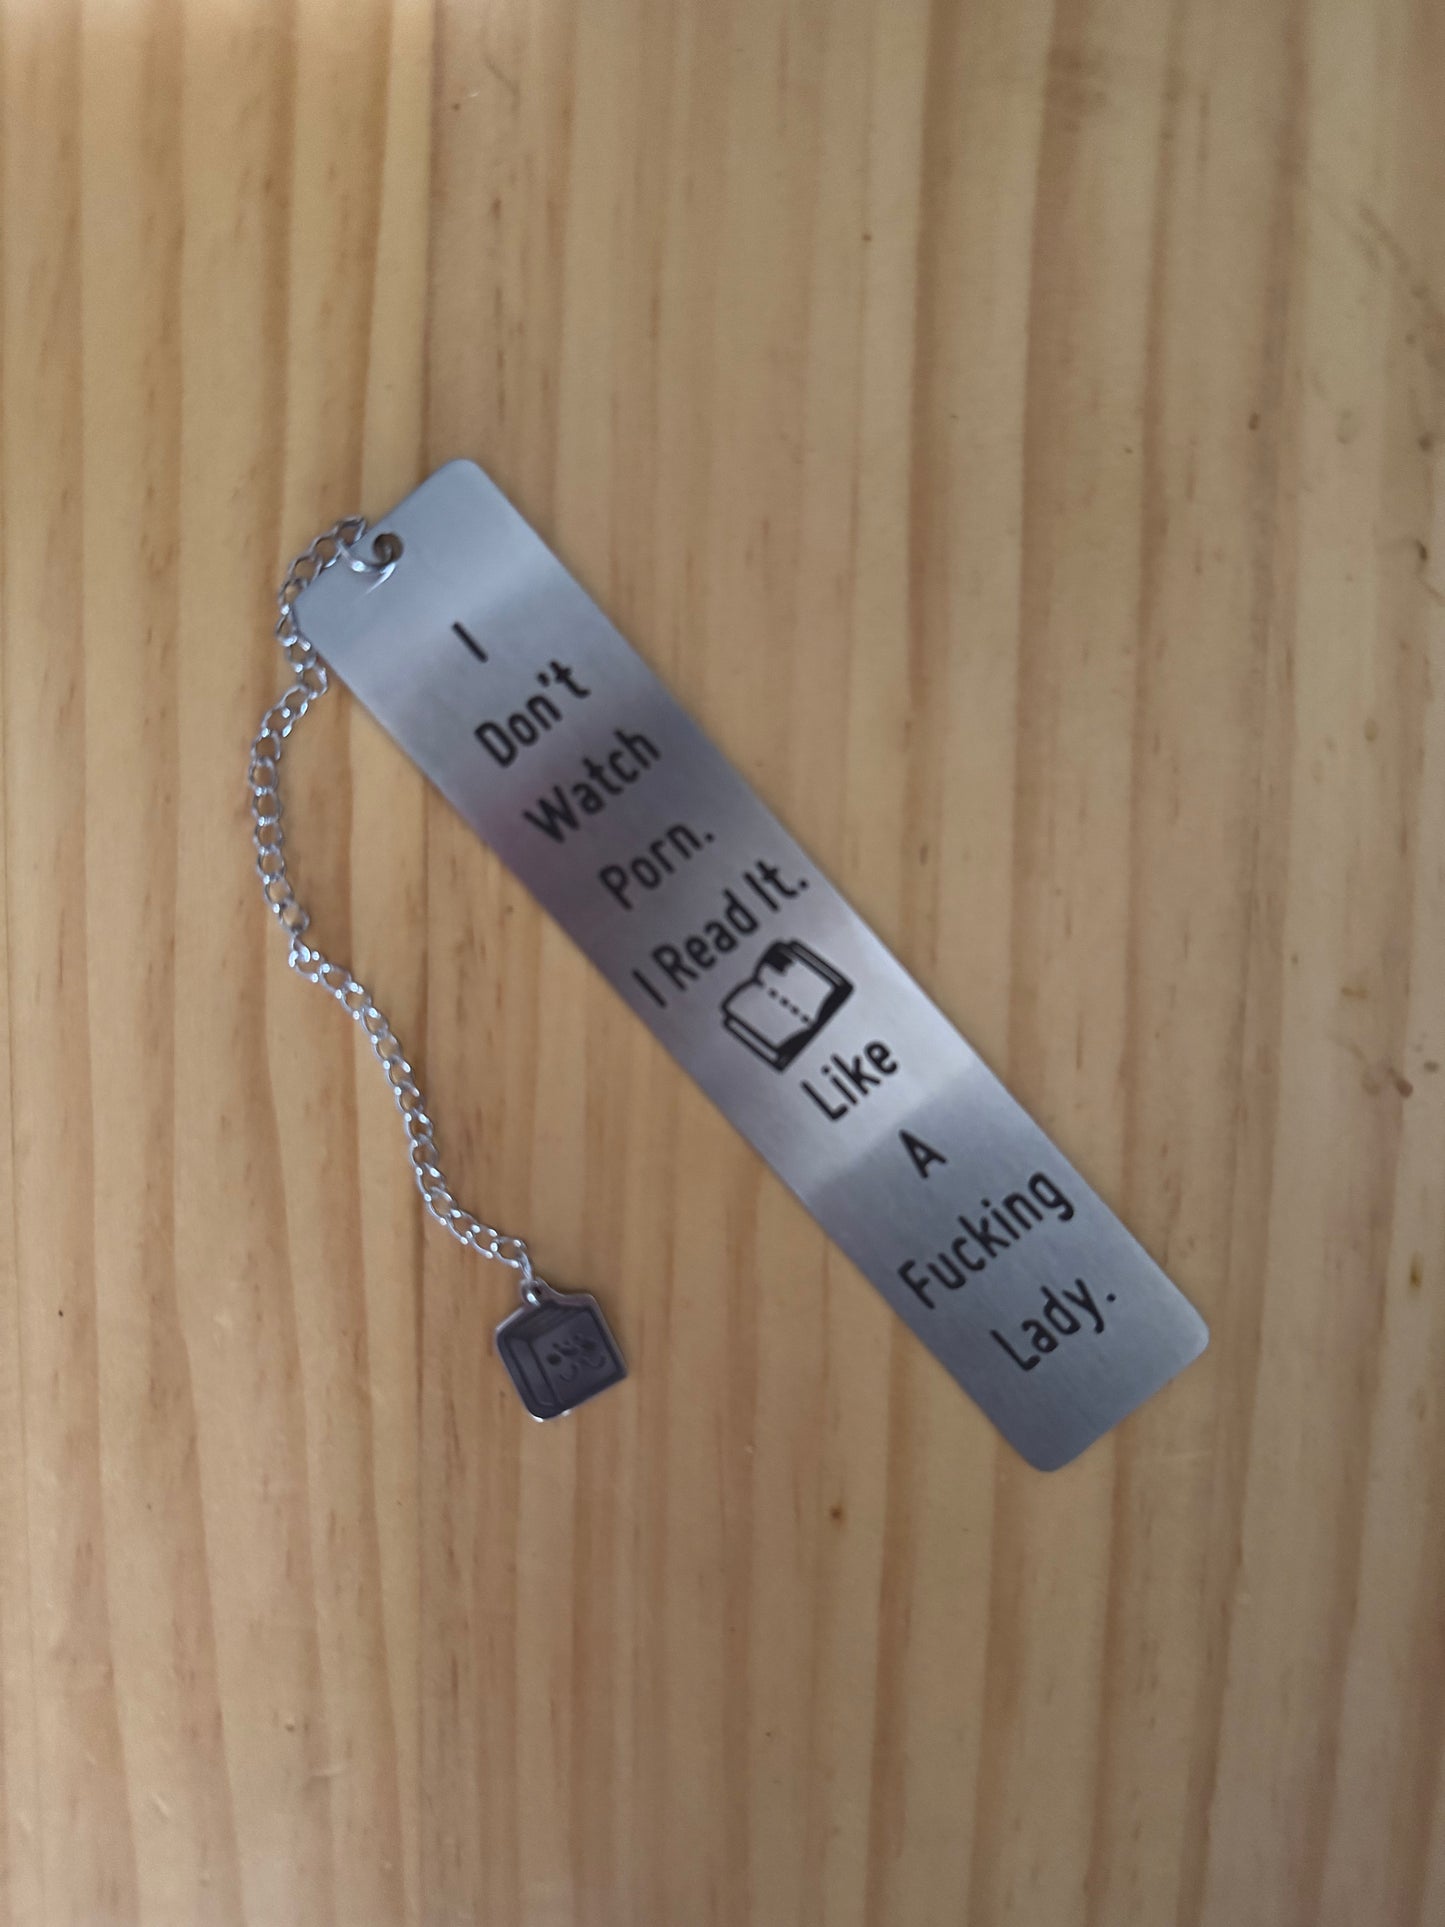 I
Don't
Watch
Porn.
I Read It.
Like
A
Fucking
Lady.